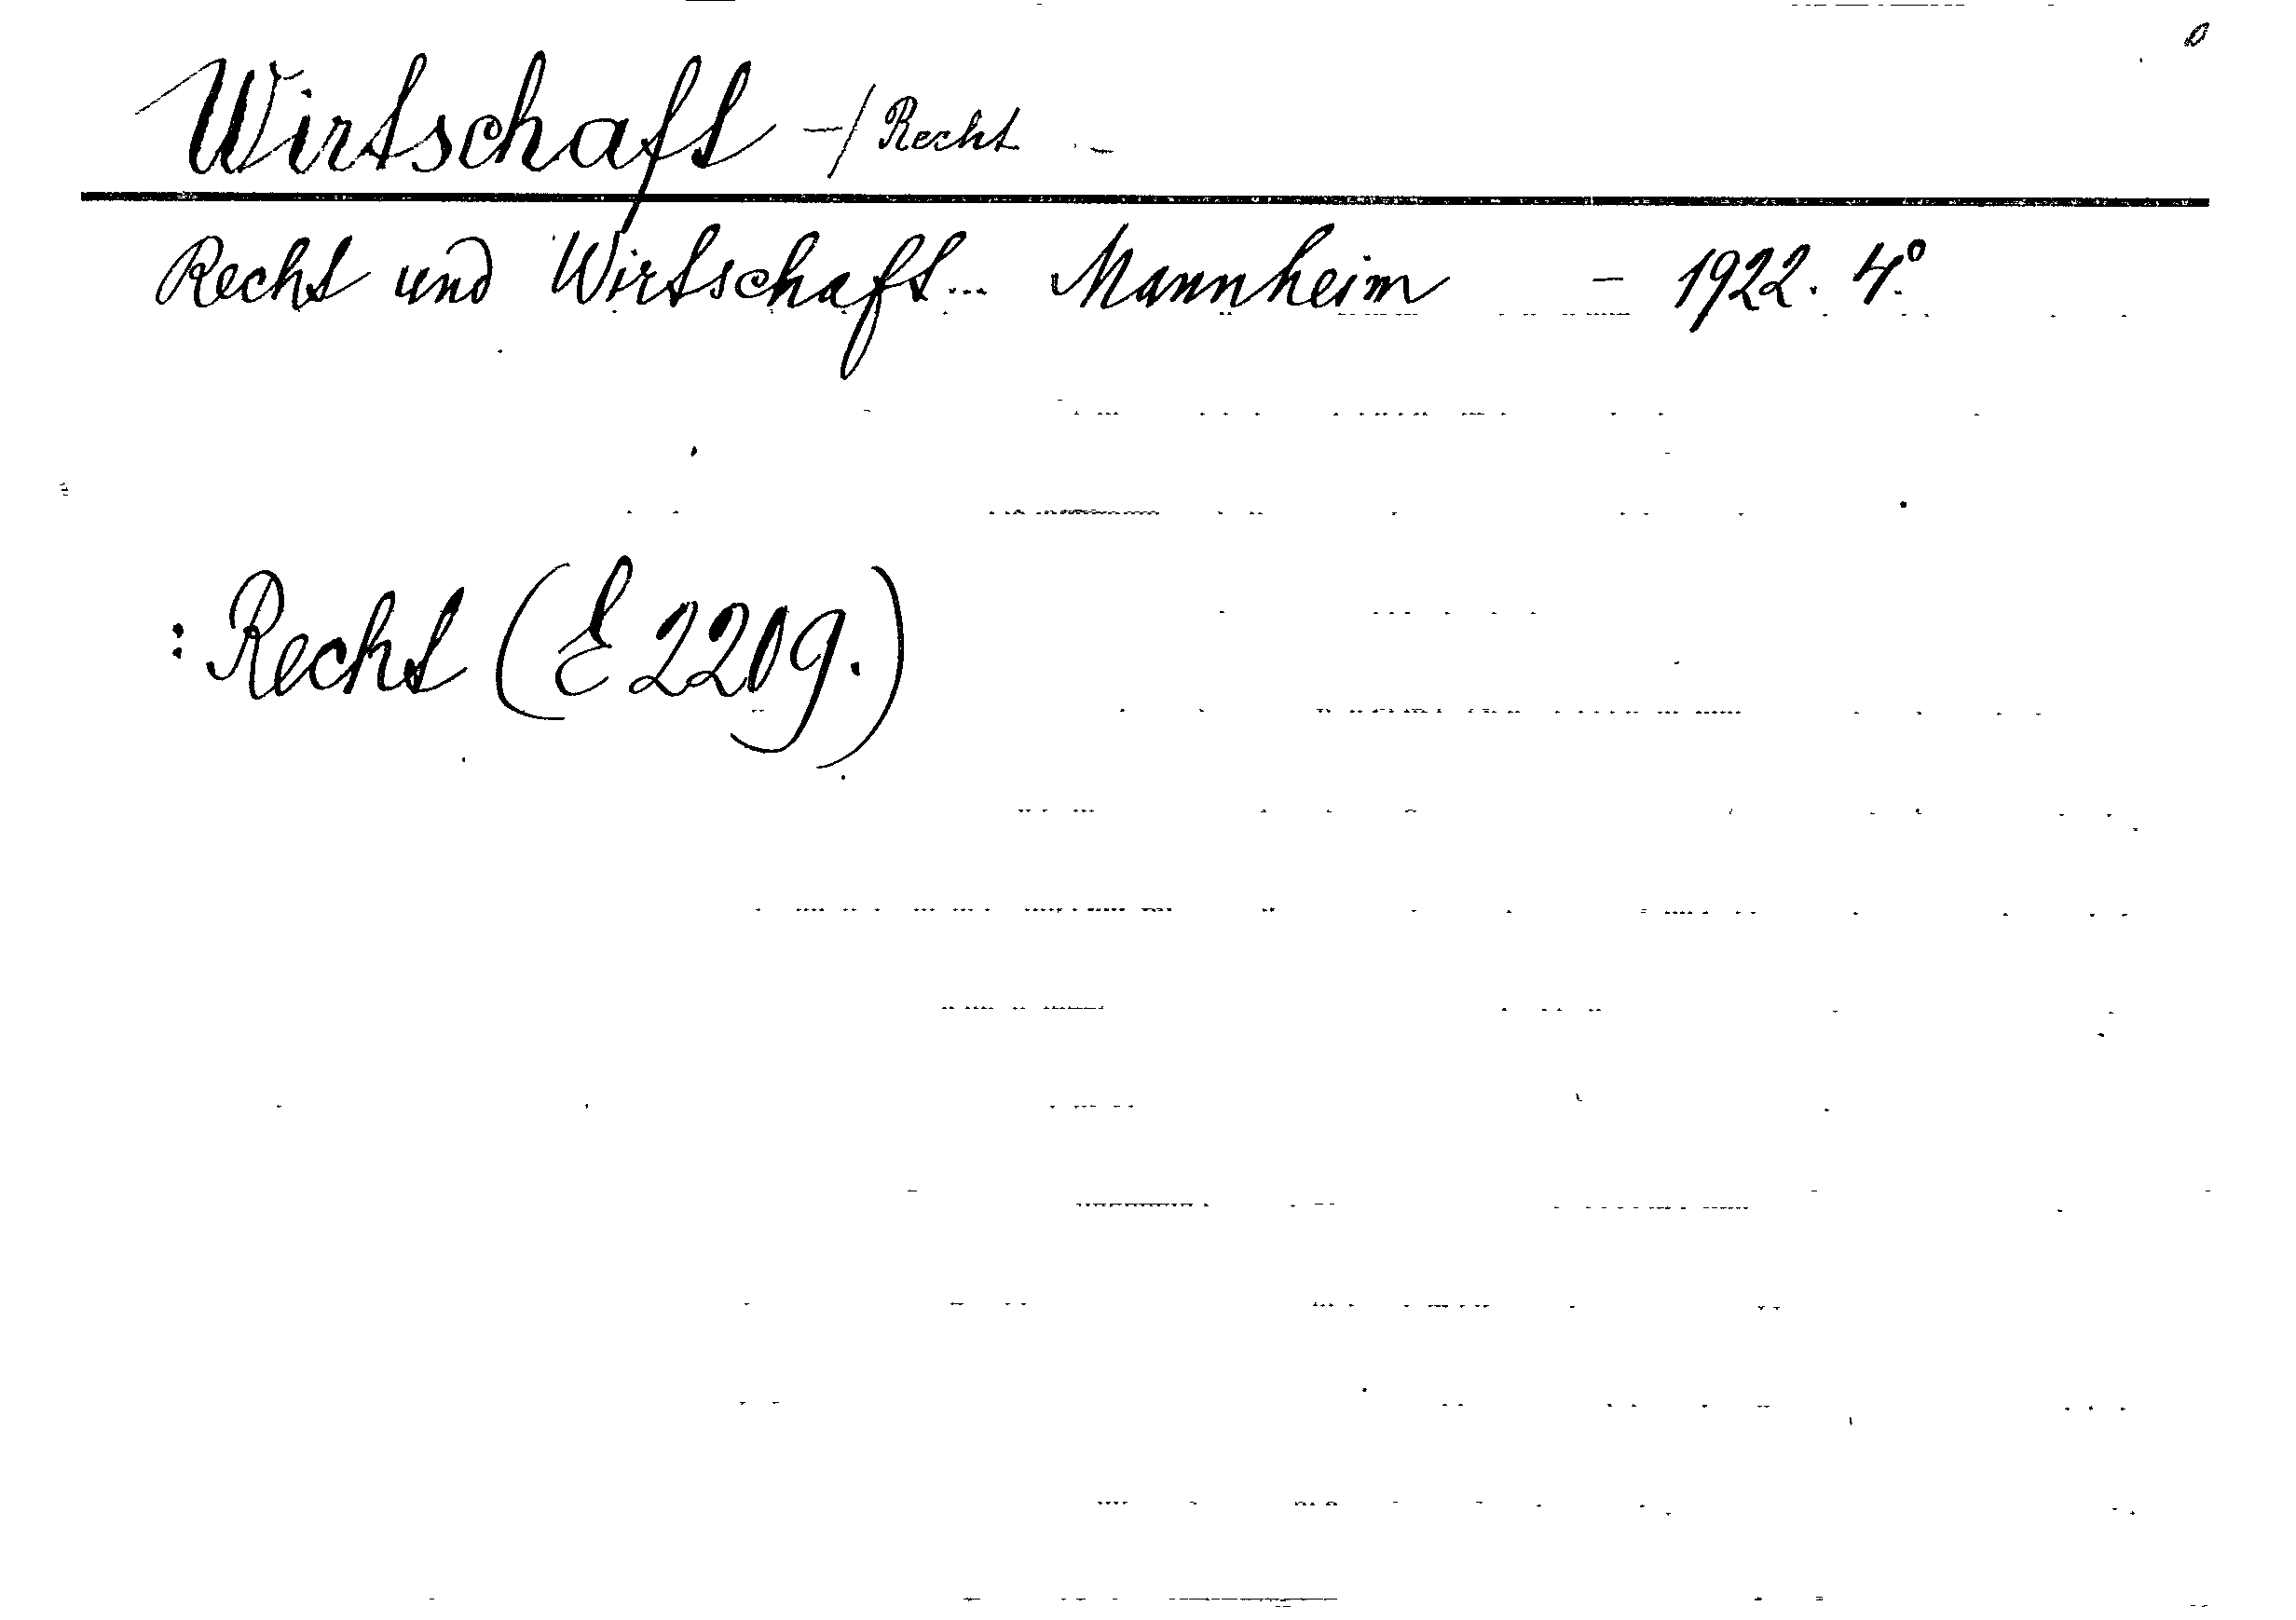 Wirtschaft -/ Recht -
Recht und Wirtschaft... Mannheim - 1922. 4°.
: Recht (E 2209.)